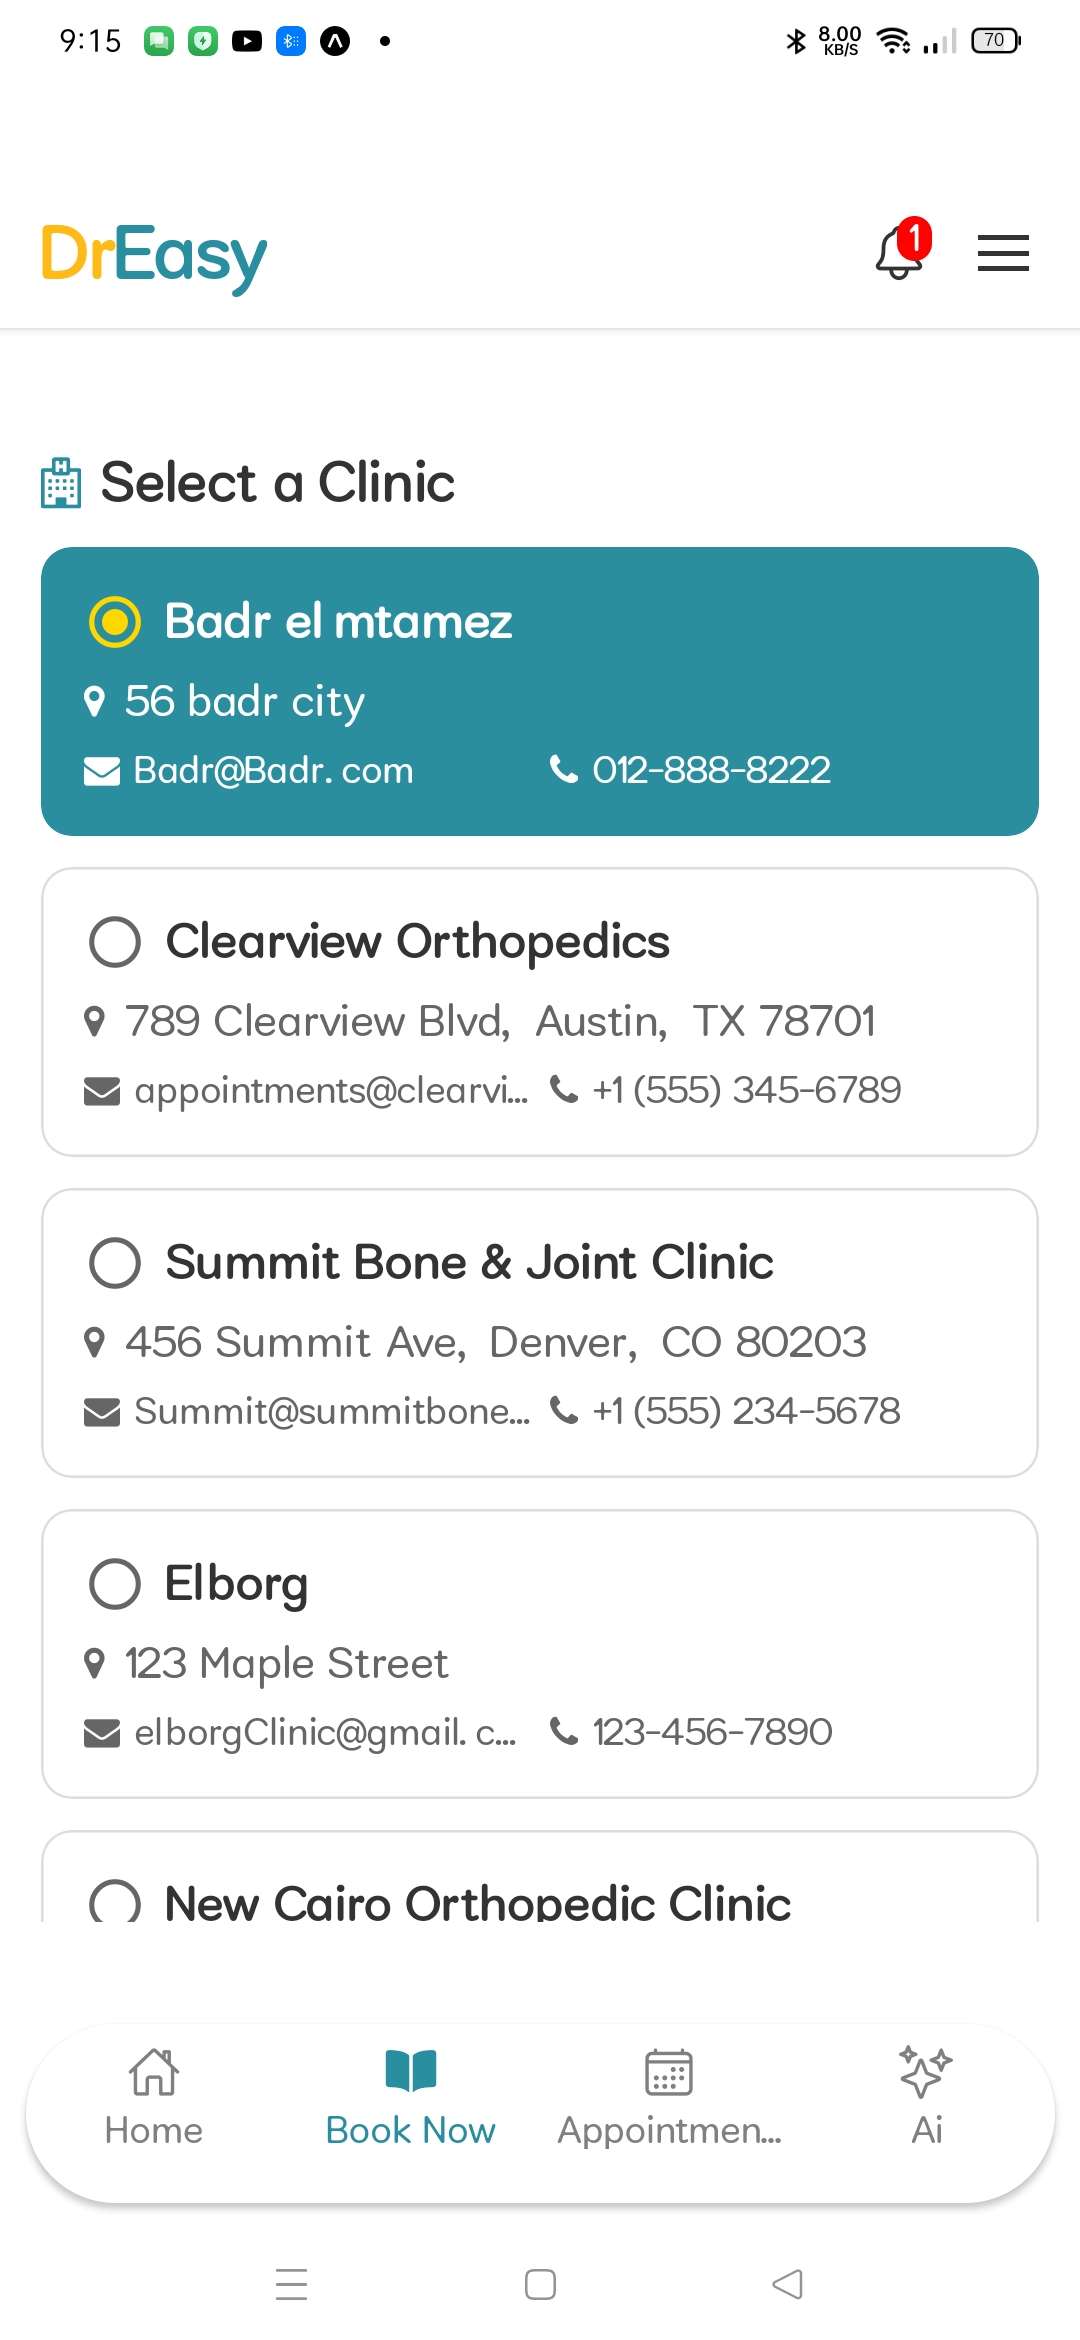 9:15
8.00
KB/S
70
DrEasy
1
Select a Clinic
Badr el mtamez
56 badr city
Badr@Badr.com 012-888-8222
Clearview Orthopedics
789 Clearview Blvd, Austin, TX 78701
appointments@clearvi... +1 (555) 345-6789
Summit Bone & Joint Clinic
456 Summit Ave, Denver, CO 80203
Summit@summitbone... +1 (555) 234-5678
Elborg
123 Maple Street
elborgClinic@gmail.c... 123-456-7890
New Cairo Orthopedic Clinic
Home Book Now Appointmen... Ai